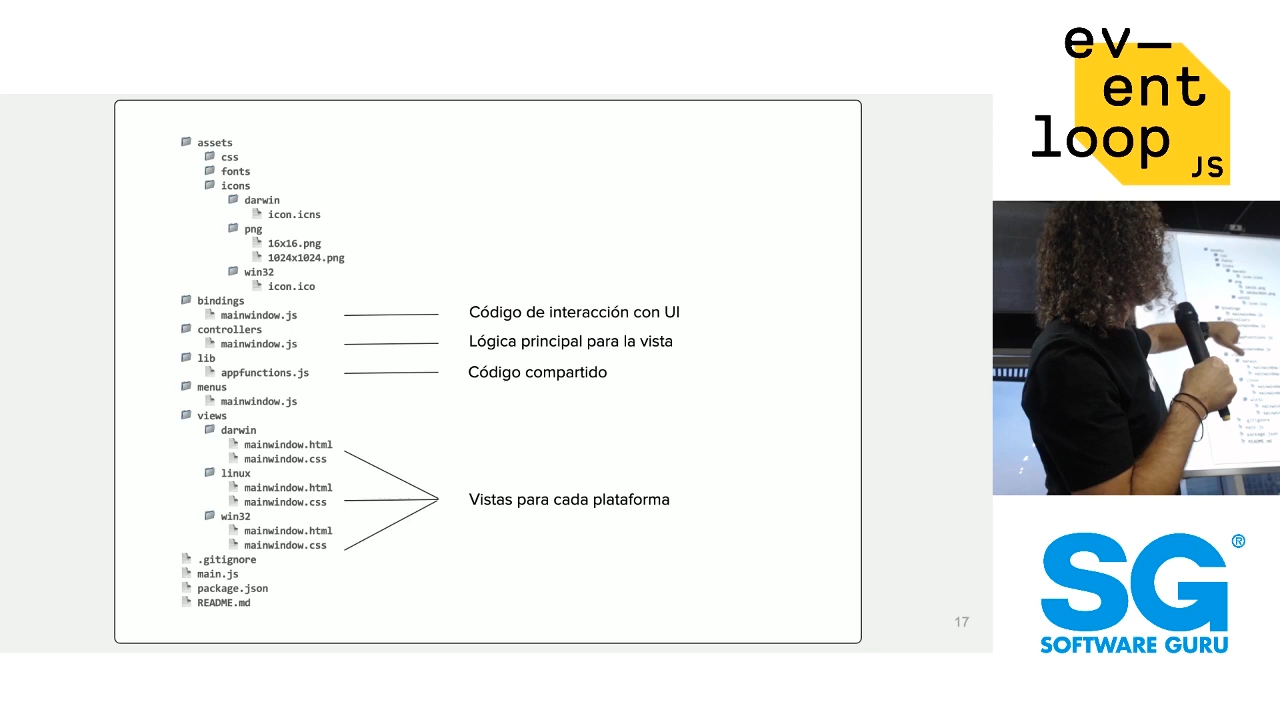 assets
css
fonts
icons
darwin
icon.icns
png
16x16.png
1024x1024.png
win32
icon.ico
bindings
mainwindow.js
Código de interacción con UI
controllers
mainwindow.js
Lógica principal para la vista
lib
appfunctions.js
Código compartido
menus
mainwindow.js
views
darwin
mainwindow.html
mainwindow.css
linux
mainwindow.html
mainwindow.css
Vistas para cada plataforma
win32
mainwindow.html
mainwindow.css
.gitignore
main.js
package.json
README.md
17
ev—
ent
loop
JS
SG®
SOFTWARE GURU